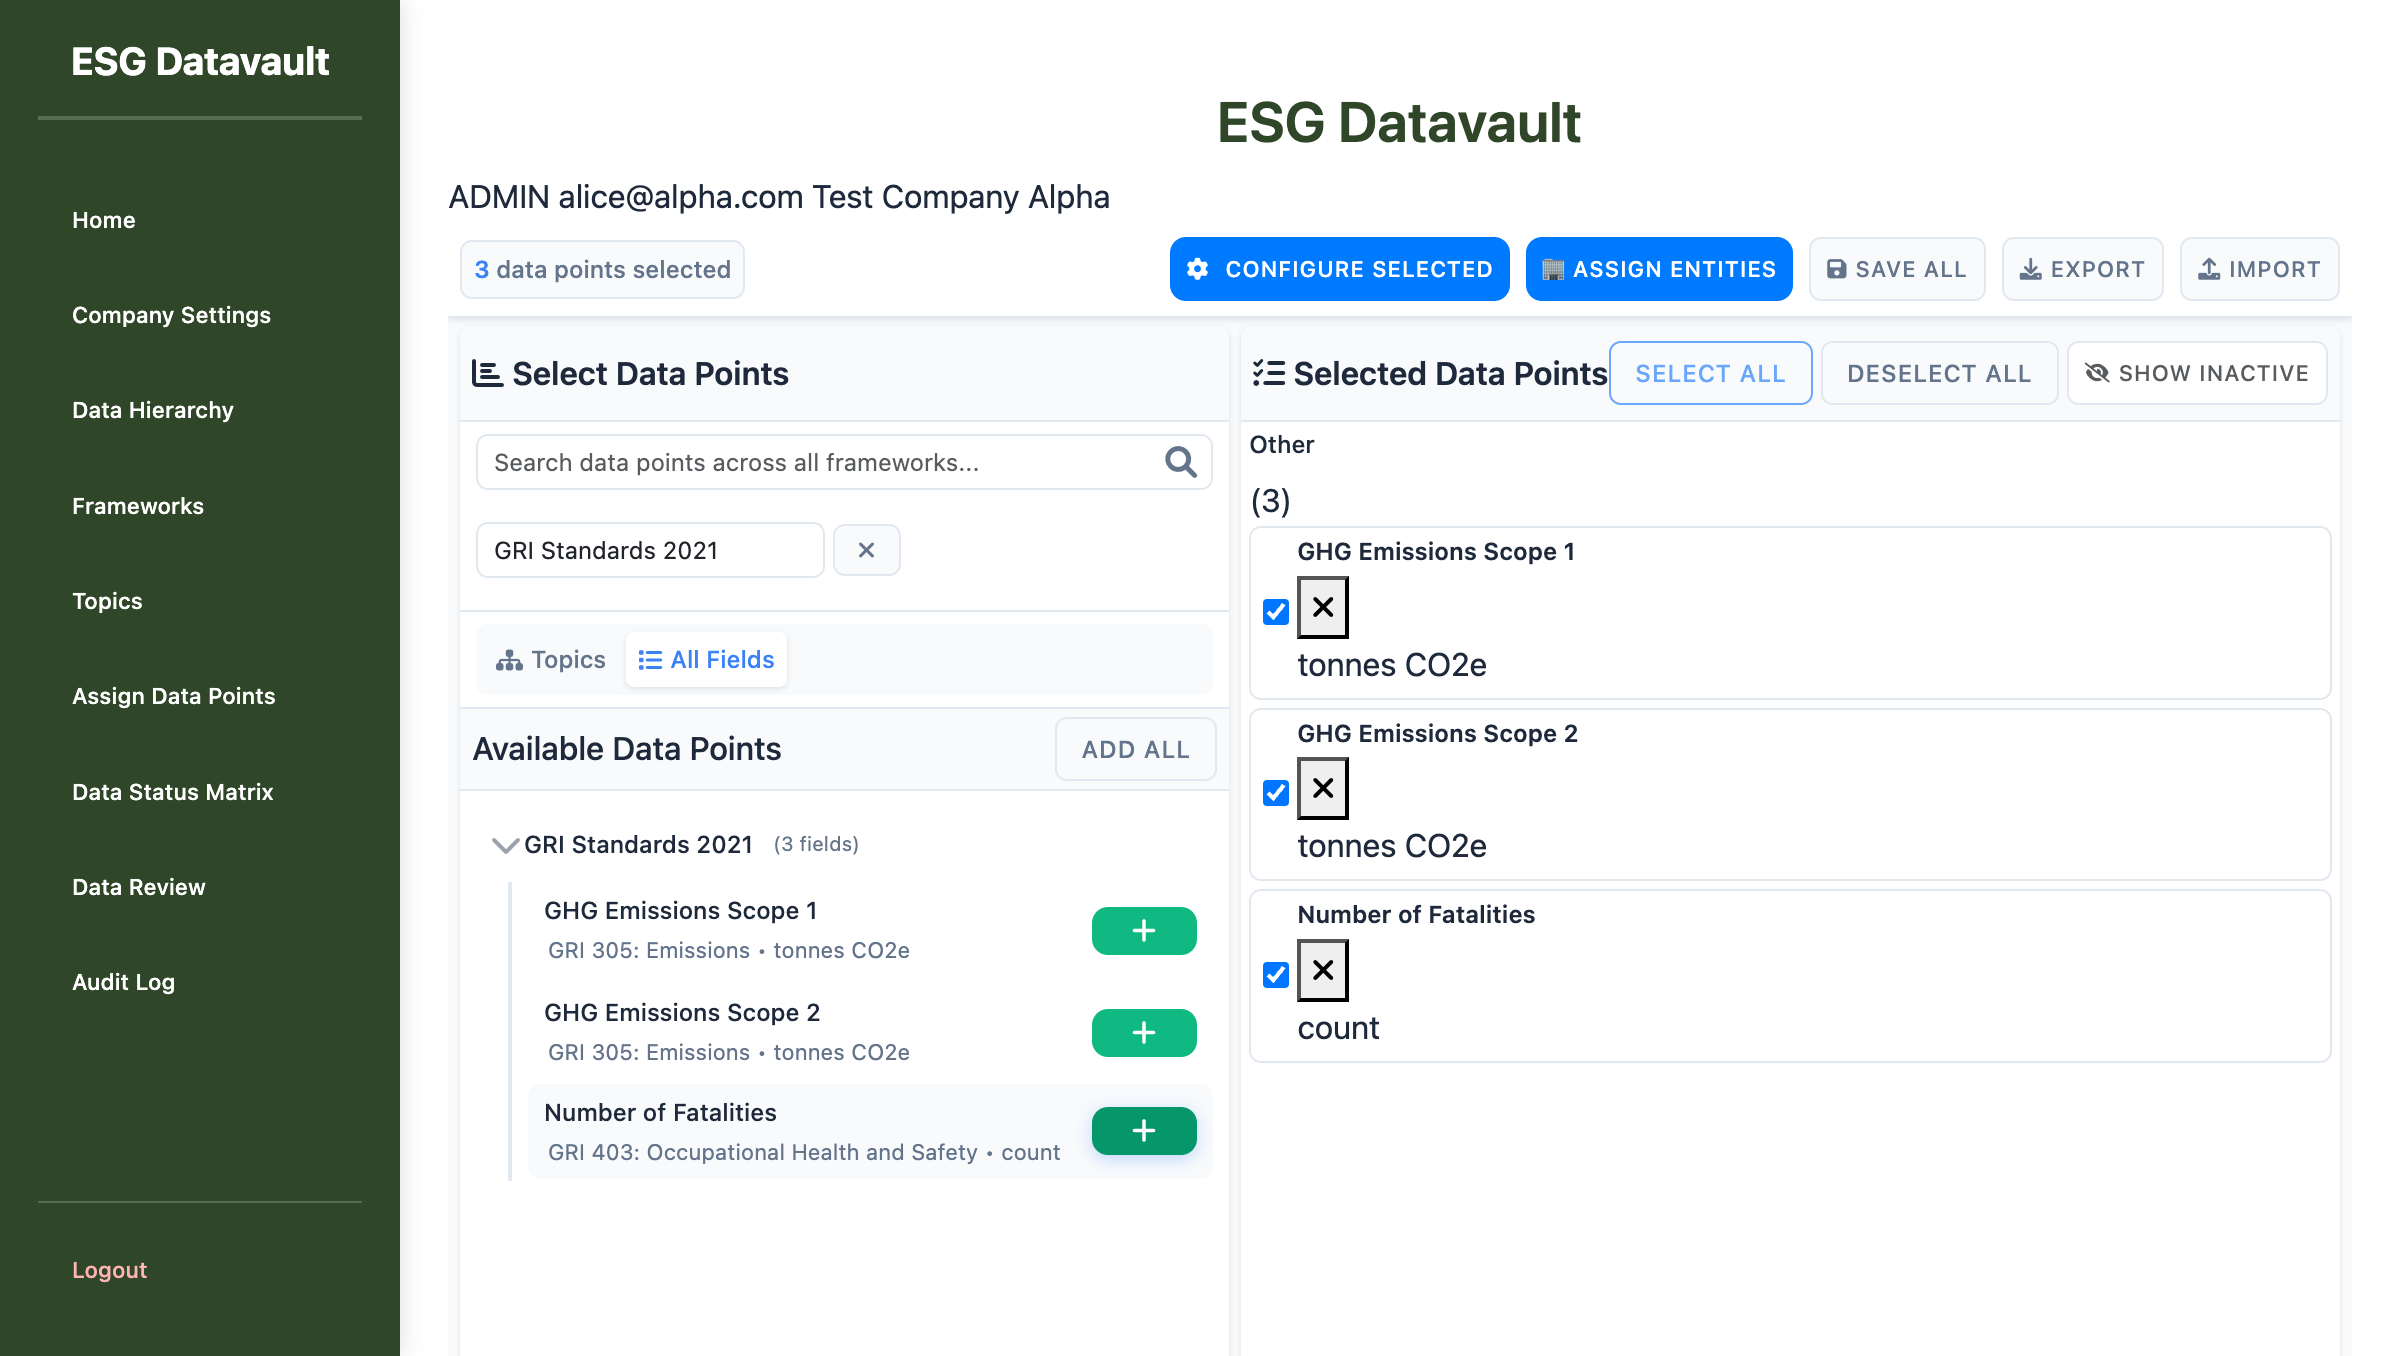 ESG Datavault
Home
Company Settings
Data Hierarchy
Frameworks
Topics
Assign Data Points
Data Status Matrix
Data Review
Audit Log
Logout
ESG Datavault
ADMIN alice@alpha.com Test Company Alpha
3 data points selected
CONFIGURE SELECTED
ASSIGN ENTITIES
SAVE ALL
EXPORT
IMPORT
Select Data Points
Search data points across all frameworks...
GRI Standards 2021
Topics
All Fields
Available Data Points
ADD ALL
GRI Standards 2021 (3 fields)
GHG Emissions Scope 1
GRI 305: Emissions • tonnes CO2e
GHG Emissions Scope 2
GRI 305: Emissions • tonnes CO2e
Number of Fatalities
GRI 403: Occupational Health and Safety • count
Selected Data Points
SELECT ALL
DESELECT ALL
SHOW INACTIVE
Other
(3)
GHG Emissions Scope 1
tonnes CO2e
GHG Emissions Scope 2
tonnes CO2e
Number of Fatalities
count